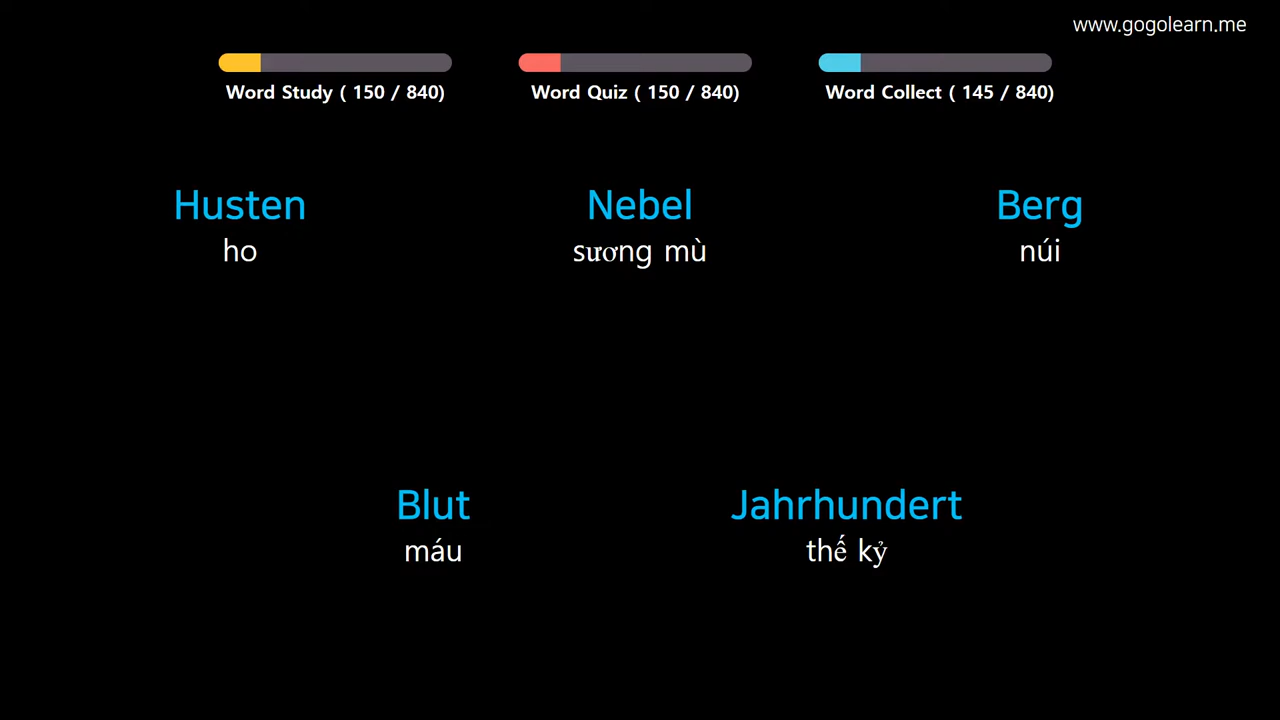 www.gogolearn.me
Word Study ( 150 / 840)
Word Quiz ( 150 / 840)
Word Collect ( 145 / 840)
Husten
ho
Nebel
sương mù
Berg
núi
Blut
máu
Jahrhundert
thế kỷ